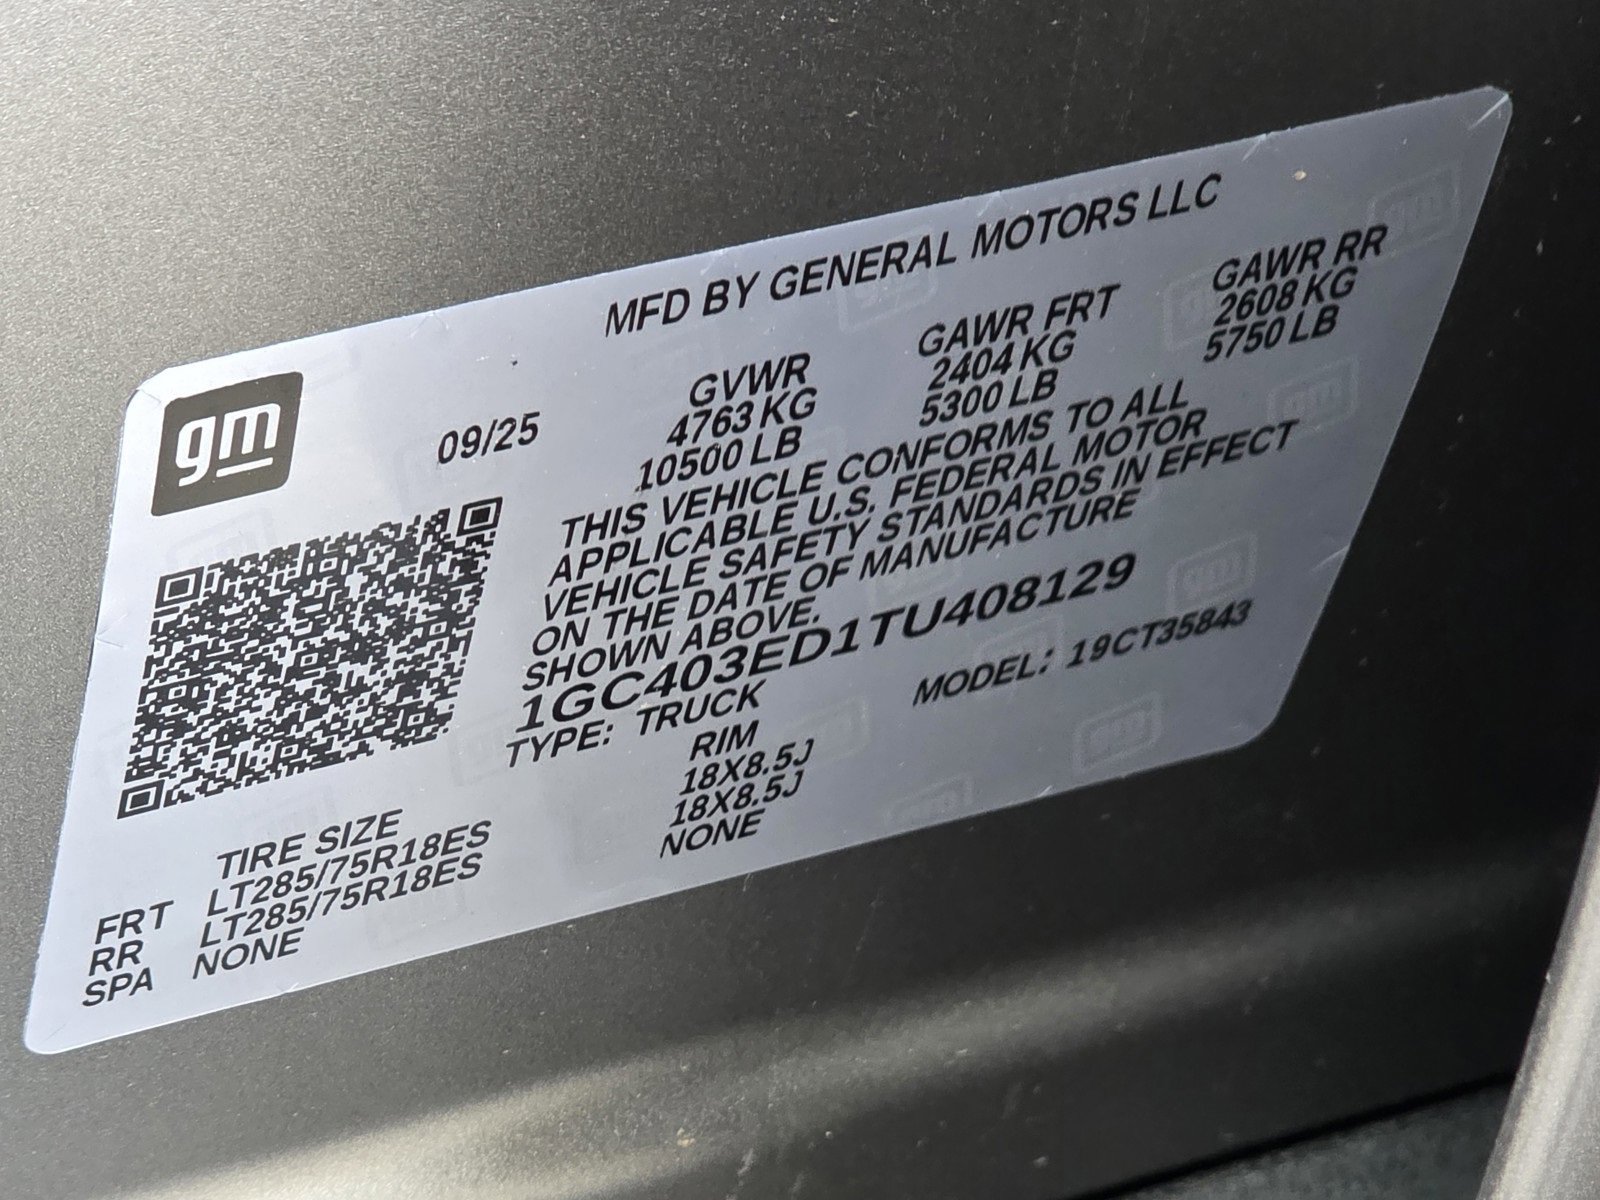 MFD BY GENERAL MOTORS LLC
gm
09/25
GVWR
4763 KG
10500 LB
GAWR FRT
2404 KG
5300 LB
GAWR RR
2608 KG
5750 LB
THIS VEHICLE CONFORMS TO ALL
APPLICABLE U.S. FEDERAL MOTOR
VEHICLE SAFETY STANDARDS IN EFFECT
ON THE DATE OF MANUFACTURE
SHOWN ABOVE.
1GC403ED1TU408129
TYPE: TRUCK
MODEL: 19CT35843
TIRE SIZE
RIM
FRT LT285/75R18ES 18X8.5J
RR LT285/75R18ES 18X8.5J
SPA NONE NONE